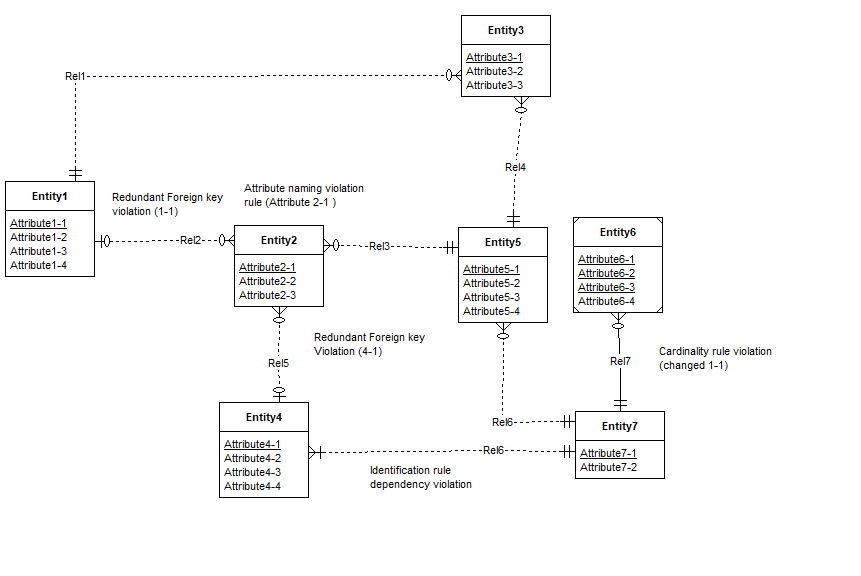 Entity3
Attribute3-1
Attribute3-2
Attribute3-3
Rel1
Rel4
Entity1
Attribute1-1
Attribute1-2
Attribute1-3
Attribute1-4
Redundant Foreign key
violation (1-1)
Attribute naming violation
rule (Attribute 2-1 )
Rel2
Entity2
Attribute2-1
Attribute2-2
Attribute2-3
Rel3
Entity5
Attribute5-1
Attribute5-2
Attribute5-3
Attribute5-4
Entity6
Attribute6-1
Attribute6-2
Attribute6-3
Attribute6-4
Redundant Foreign key
Violation (4-1)
Rel5
Rel7
Cardinality rule violation
(changed 1-1)
Entity4
Attribute4-1
Attribute4-2
Attribute4-3
Attribute4-4
Rel6
Rel6
Entity7
Attribute7-1
Attribute7-2
Identification rule
dependency violation